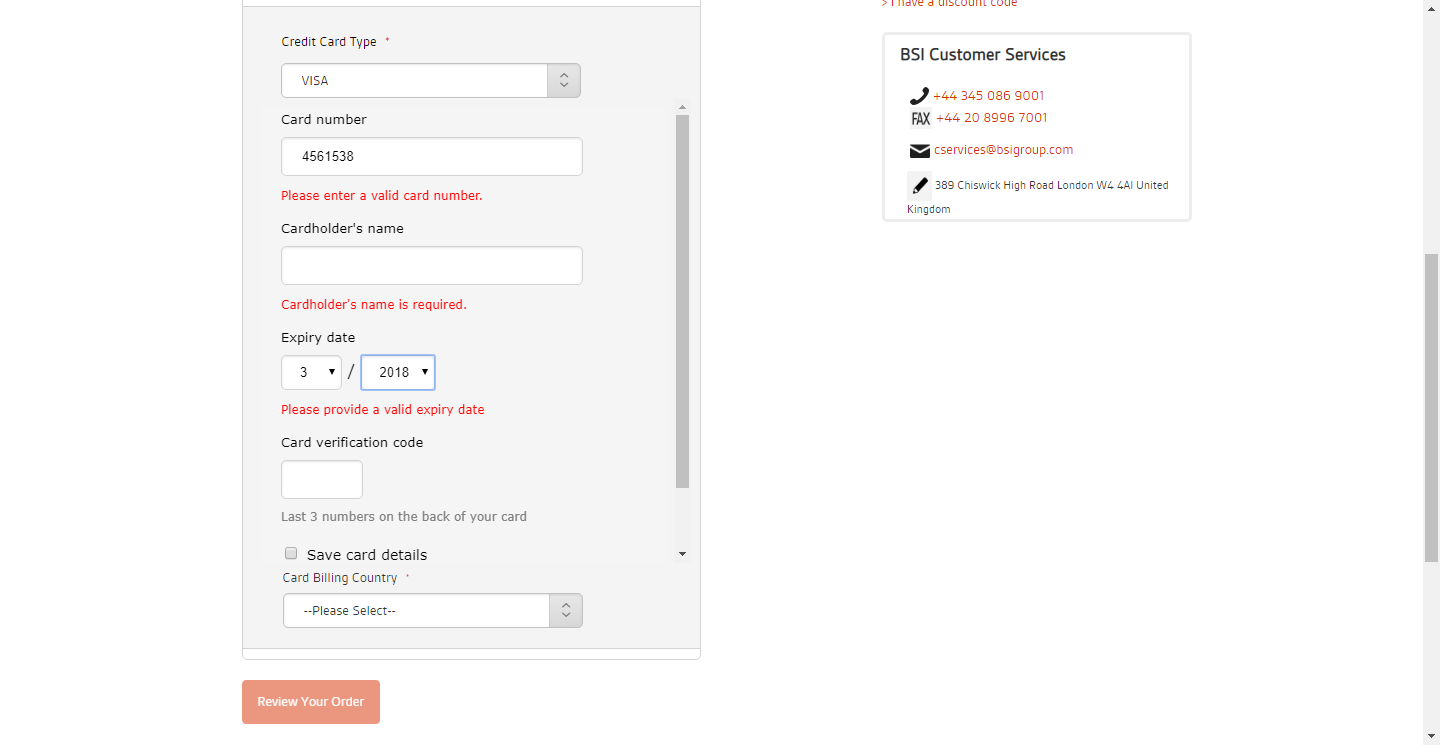 > I have a discount code
Credit Card Type *
VISA
Card number
4561538
Please enter a valid card number.
Cardholder's name
Cardholder's name is required.
Expiry date
3 / 2018
Please provide a valid expiry date
Card verification code
Last 3 numbers on the back of your card
Save card details
Card Billing Country *
--Please Select--
Review Your Order
BSI Customer Services
+44 345 086 9001
FAX +44 20 8996 7001
cservices@bsigroup.com
389 Chiswick High Road London W4 4Al United
Kingdom